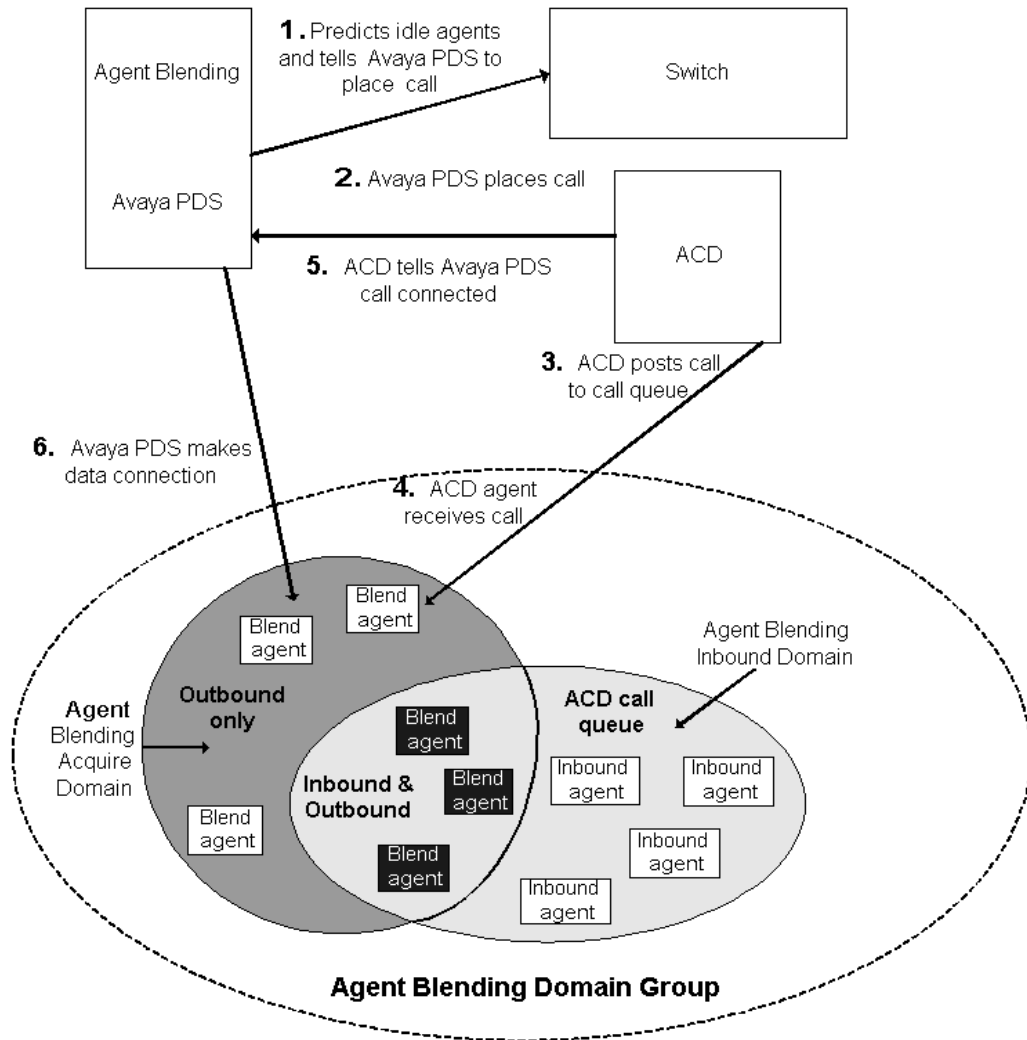 1. Predicts idle agents
and tells Avaya PDS to
place call
Agent Blending
Avaya PDS
Switch
2. Avaya PDS places call
ACD
5. ACD tells Avaya PDS
call connected
3. ACD posts call
to call queue
6. Avaya PDS makes
data connection
4. ACD agent
receives call
Blend
agent
Blend
agent
Agent Blending
Inbound Domain
Outbound
only
ACD call
queue
Agent
Blending
Acquire
Domain
Blend
agent
Inbound &
Outbound
Blend
agent
Inbound
agent
Inbound
agent
Blend
agent
Inbound
agent
Blend
agent
Inbound
agent
Agent Blending Domain Group